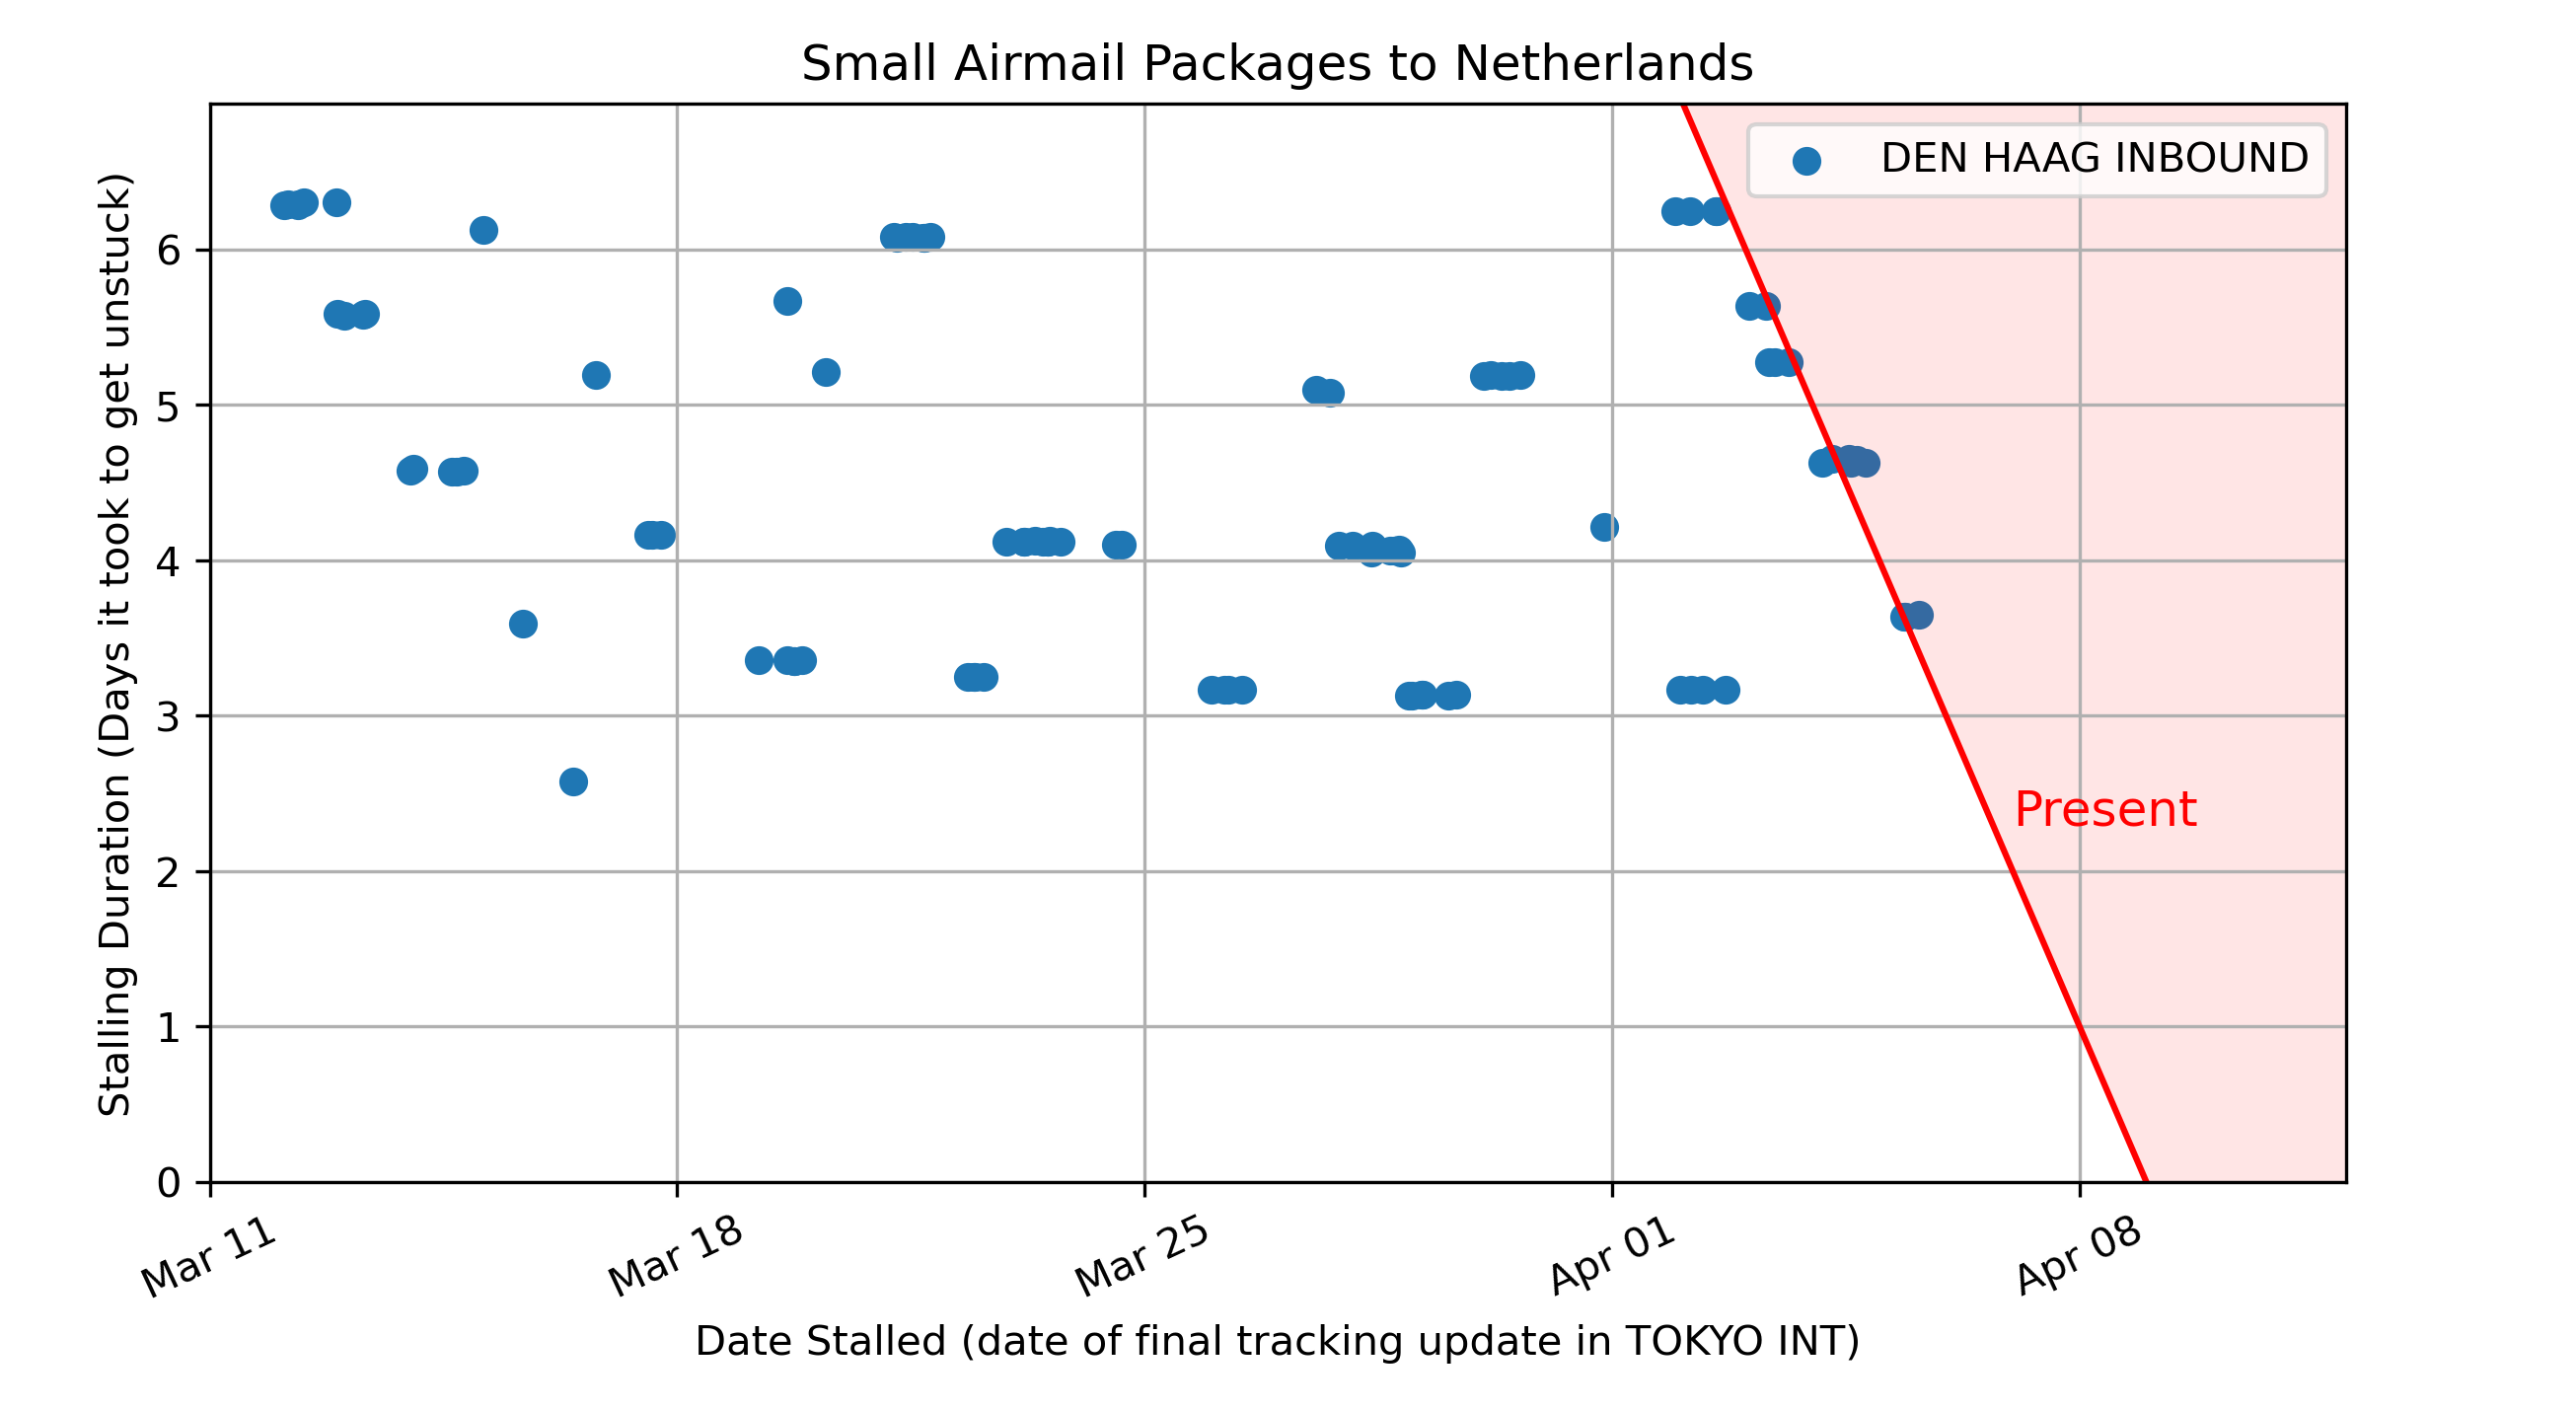 Small Airmail Packages to Netherlands
DEN HAAG INBOUND
Stalling Duration (Days it took to get unstuck)
6
5
4
3
2
1
0
Present
Mar 11
Mar 18
Mar 25
Apr 01
Apr 08
Date Stalled (date of final tracking update in TOKYO INT)